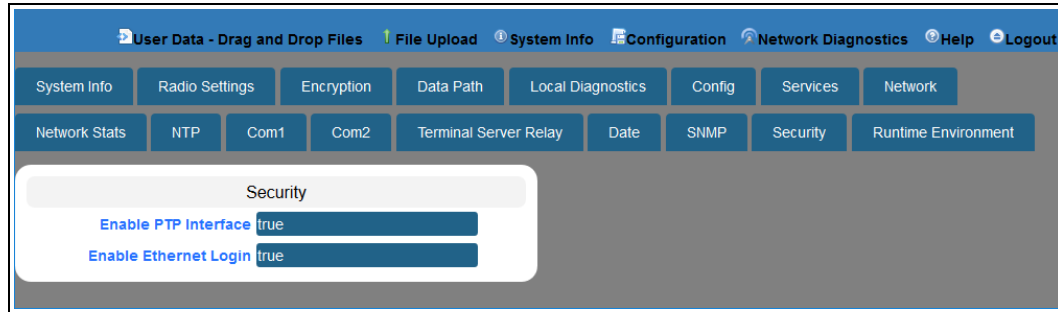 User Data - Drag and Drop Files File Upload System Info Configuration Network Diagnostics Help Logout
System Info Radio Settings Encryption Data Path Local Diagnostics Config Services Network
Network Stats NTP Com1 Com2 Terminal Server Relay Date SNMP Security Runtime Environment
Security
Enable PTP Interface true
Enable Ethernet Login true